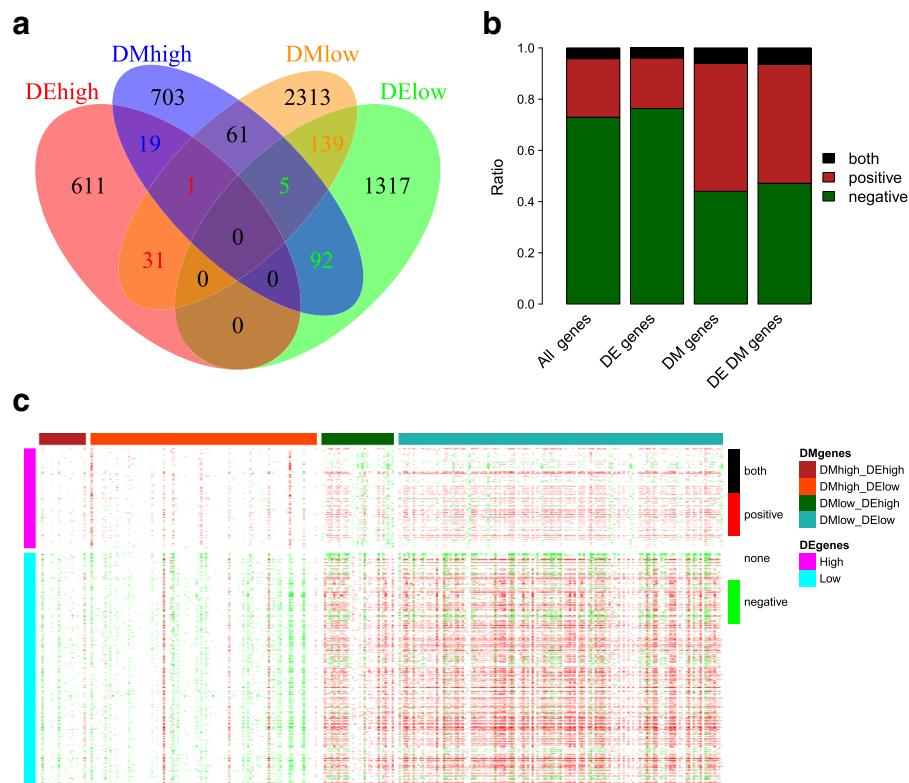 a
DMhigh
DMlow
DEhigh
DElow
703
2313
19
61
139
611
1
5
1317
0
31
0
0
92
0
b
Ratio
1.0
0.8
0.6
0.4
0.2
0.0
All genes
DE genes
DM genes
DE DM genes
both
positive
negative
c
both
positive
none
negative
DMgenes
DMhigh_DEhigh
DMhigh_DElow
DMlow_DEhigh
DMlow_DElow
DEgenes
High
Low